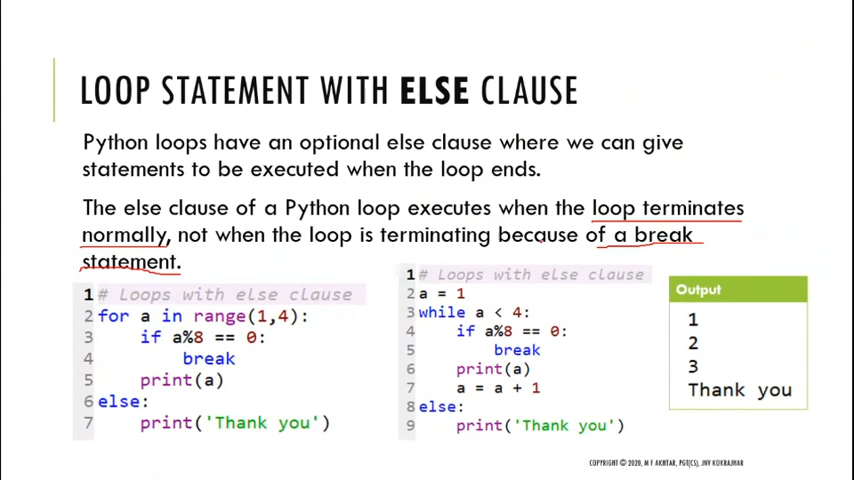 LOOP STATEMENT WITH ELSE CLAUSE
Python loops have an optional else clause where we can give
statements to be executed when the loop ends.
The else clause of a Python loop executes when the loop terminates
normally, not when the loop is terminating because of a break
statement.
1 # Loops with else clause
2 for a in range(1,4):
3     if a%8 == 0:
4         break
5     print(a)
6 else:
7     print('Thank you')
1 # Loops with else clause
2 a = 1
3 while a < 4:
4     if a%8 == 0:
5         break
6     print(a)
7     a = a + 1
8 else:
9     print('Thank you')
Output
1
2
3
Thank you
COPYRIGHT © 2020, M F AKHTAR, PGT(CS), JNV KOKRAJHAR